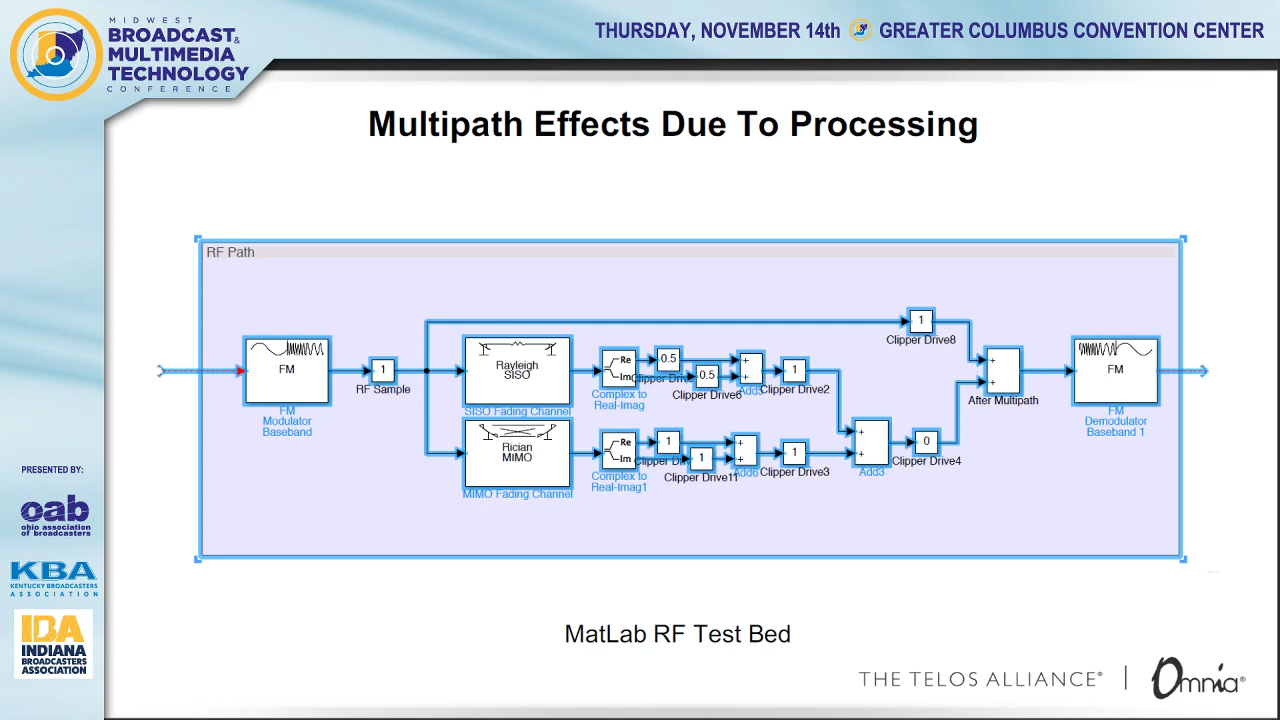 MIDWEST
BROADCAST&
MULTIMEDIA
TECHNOLOGY
CONFERENCE
THURSDAY, NOVEMBER 14th
GREATER COLUMBUS CONVENTION CENTER
Multipath Effects Due To Processing
RF Path
1
Clipper Drive8
FM
FM
Modulator
Baseband
1
RF Sample
Rayleigh
SISO
SISO Fading Channel
Re
Im
Complex to
Real-Imag
0.5
0.5
Clipper Drive6
+
+
1
Clipper Drive2
Rician
MIMO
MIMO Fading Channel
Re
Im
Complex to
Real-Imag1
1
1
Clipper Drive11
+
+
Add6
1
Clipper Drive3
+
+
Add3
0
Clipper Drive4
+
+
After Multipath
FM
FM
Demodulator
Baseband 1
MatLab RF Test Bed
PRESENTED BY:
oab
ohio association
of broadcasters
KBA
KENTUCKY BROADCASTERS
ASSOCIATION
IBA
INDIANA
BROADCASTERS
ASSOCIATION
THE TELOS ALLIANCE®
Omnia®